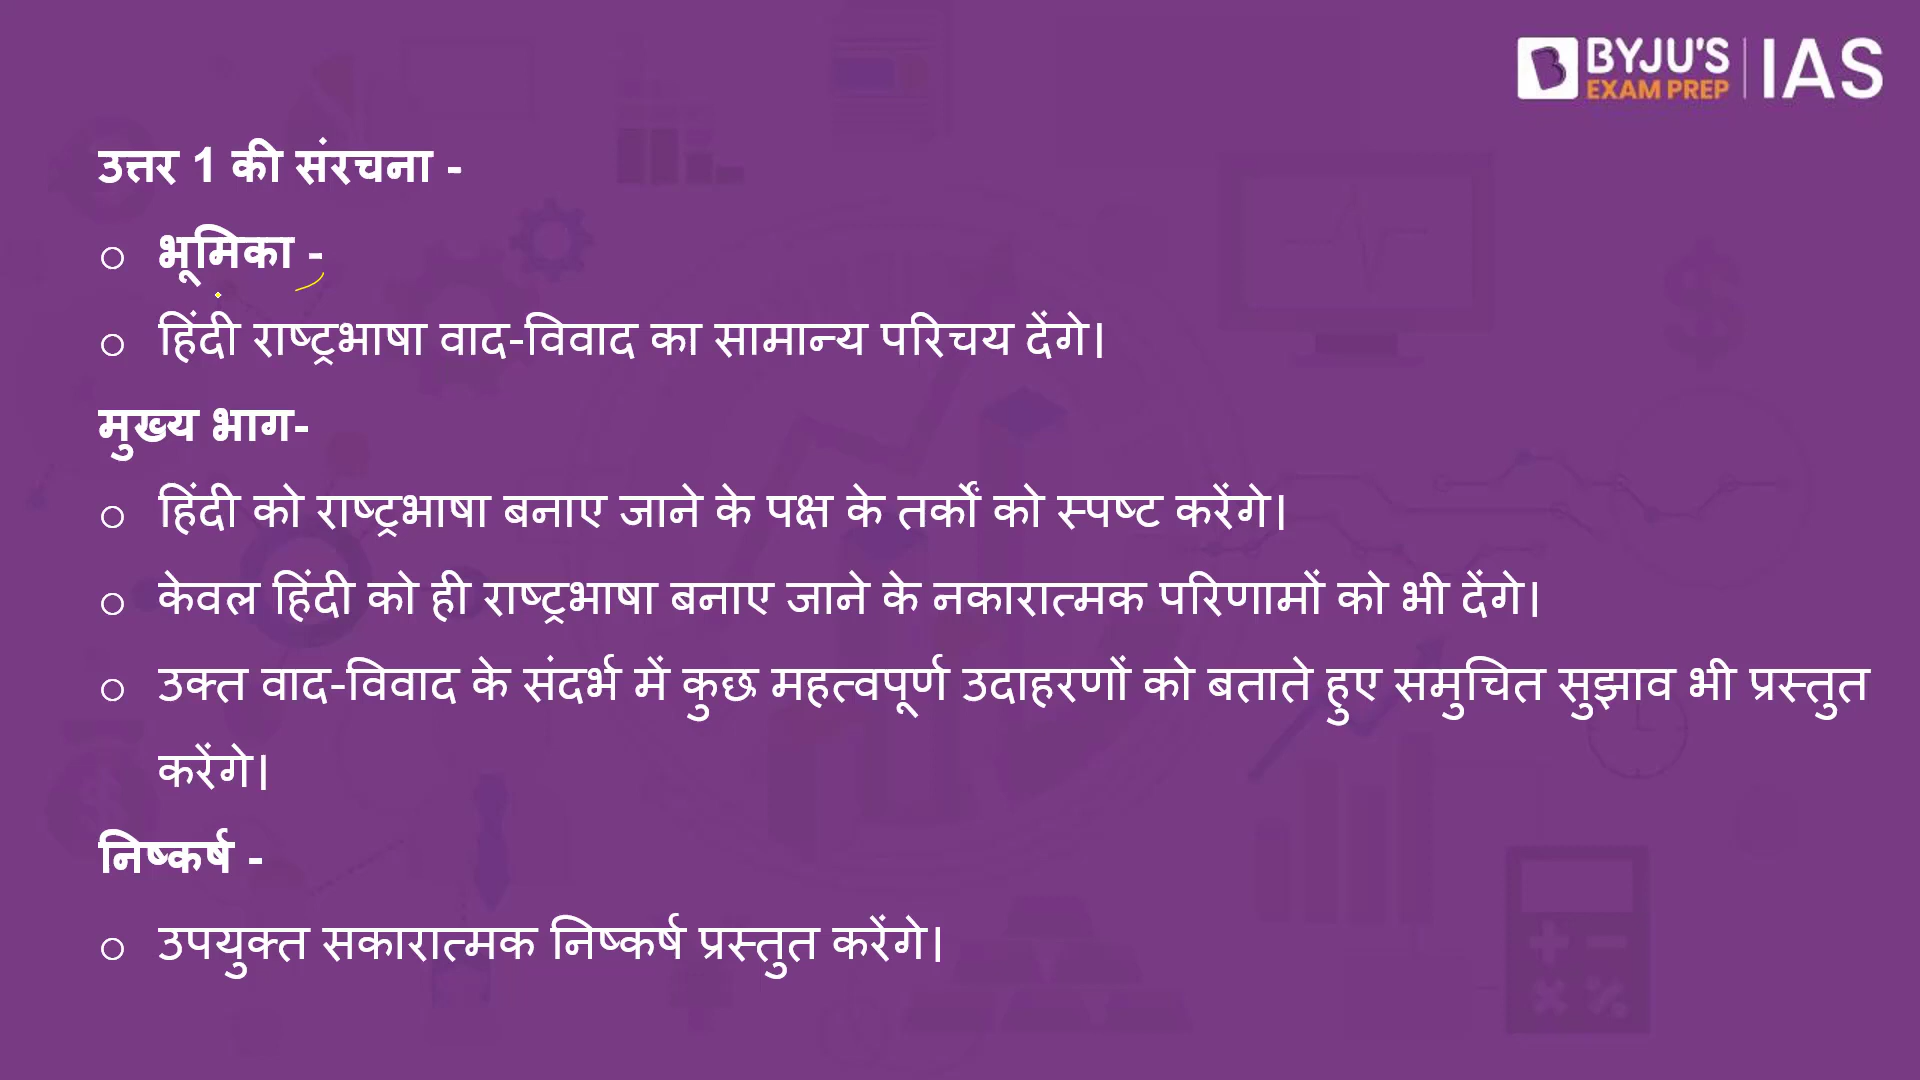 BYJU'S
EXAM PREP
IAS
उत्तर 1 की संरचना -
भूमिका -
हिंदी राष्ट्रभाषा वाद-विवाद का सामान्य परिचय देंगे।
मुख्य भाग-
हिंदी को राष्ट्रभाषा बनाए जाने के पक्ष के तर्कों को स्पष्ट करेंगे।
केवल हिंदी को ही राष्ट्रभाषा बनाए जाने के नकारात्मक परिणामों को भी देंगे।
उक्त वाद-विवाद के संदर्भ में कुछ महत्वपूर्ण उदाहरणों को बताते हुए समुचित सुझाव भी प्रस्तुत
करेंगे।
निष्कर्ष -
उपयुक्त सकारात्मक निष्कर्ष प्रस्तुत करेंगे।